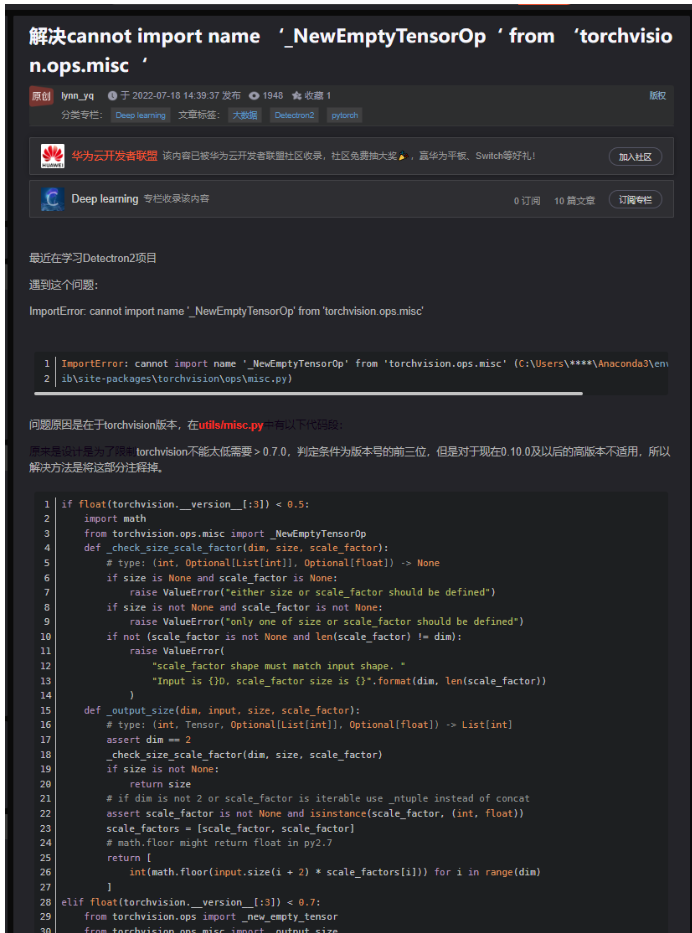 解决cannot import name ‘_NewEmptyTensorOp‘ from ‘torchvisio
n.ops.misc‘
原创 lynn_yq 于 2022-07-18 14:39:37 发布 1948 收藏 1 版权
分类专栏： Deep learning 文章标签： 大数据 Detectron2 pytorch
HUAWEI 华为云开发者联盟 该内容已被华为云开发者联盟社区收录，社区免费抽大奖🎉，赢华为平板、Switch等好礼！ 加入社区
Deep learning 专栏收录该内容 0 订阅 10 篇文章 订阅专栏
最近在学习Detectron2项目
遇到这个问题：
ImportError: cannot import name '_NewEmptyTensorOp' from 'torchvision.ops.misc'
1 ImportError: cannot import name '_NewEmptyTensorOp' from 'torchvision.ops.misc' (C:\Users\****\Anaconda3\env
2 ib\site-packages\torchvision\ops\misc.py)
问题原因是在于torchvision版本，在utils/misc.py中有以下代码段：
原来是设计是为了限制torchvision不能太低需要＞0.7.0，判定条件为版本号的前三位，但是对于现在0.10.0及以后的高版本不适用，所以
解决方法是将这部分注程掉。
1 if float(torchvision.__version__[:3]) < 0.5:
2 import math
3 from torchvision.ops.misc import _NewEmptyTensorOp
4 def _check_size_scale_factor(dim, size, scale_factor):
5 # type: (int, Optional[List[int]], Optional[float]) -> None
6 if size is None and scale_factor is None:
7 raise ValueError("either size or scale_factor should be defined")
8 if size is not None and scale_factor is not None:
9 raise ValueError("only one of size or scale_factor should be defined")
10 if not (scale_factor is not None and len(scale_factor) != dim):
11 raise ValueError(
12 "scale_factor shape must match input shape. "
13 "Input is {}D, scale_factor size is {}".format(dim, len(scale_factor))
14 )
15 def _output_size(dim, input, size, scale_factor):
16 # type: (int, Tensor, Optional[List[int]], Optional[float]) -> List[int]
17 assert dim == 2
18 _check_size_scale_factor(dim, size, scale_factor)
19 if size is not None:
20 return size
21 # if dim is not 2 or scale_factor is iterable use _ntuple instead of concat
22 assert scale_factor is not None and isinstance(scale_factor, (int, float))
23 scale_factors = [scale_factor, scale_factor]
24 # math.floor might return float in py2.7
25 return [
26 int(math.floor(input.size(i + 2) * scale_factors[i])) for i in range(dim)
27 ]
28 elif float(torchvision.__version__[:3]) < 0.7:
29 from torchvision.ops import _new_empty_tensor
30 from torchvision.ops.misc import _output_size